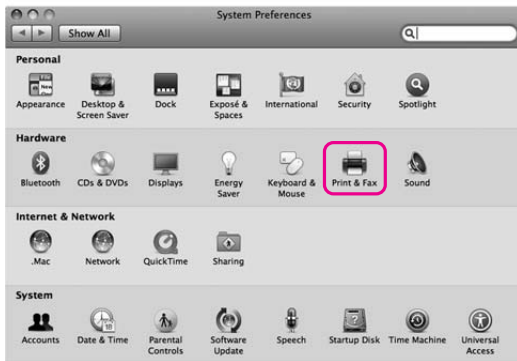 System Preferences
Show All
Personal
Appearance
Desktop &
Screen Saver
Dock
Exposé &
Spaces
International
Security
Spotlight
Hardware
Bluetooth
CDs & DVDs
Displays
Energy
Saver
Keyboard &
Mouse
Print & Fax
Sound
Internet & Network
.Mac
Network
QuickTime
Sharing
System
Accounts
Date & Time
Parental
Controls
Software
Update
Speech
Startup Disk
Time Machine
Universal
Access